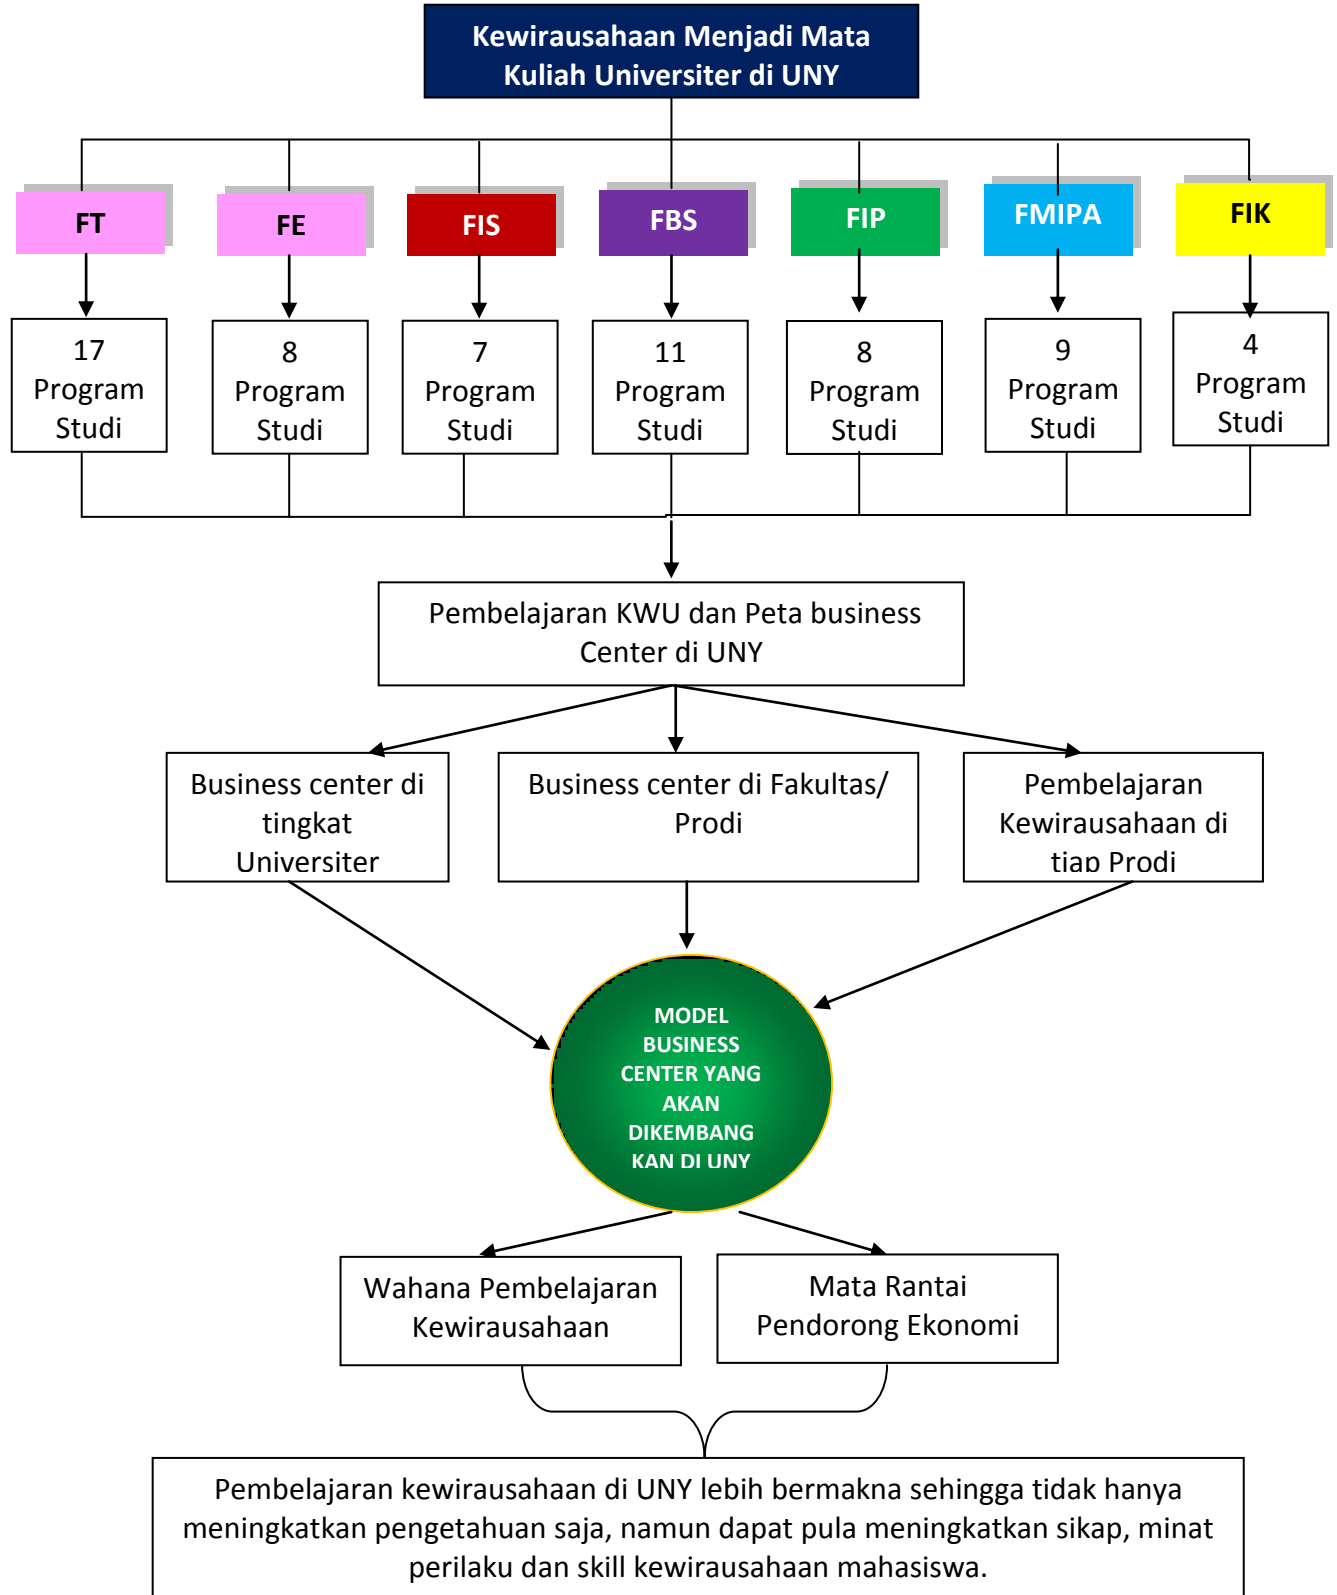 Kewirausahaan Menjadi Mata
Kuliah Universiter di UNY
FT
FE
FIS
FBS
FIP
FMIPA
FIK
17
Program
Studi
8
Program
Studi
7
Program
Studi
11
Program
Studi
8
Program
Studi
9
Program
Studi
4
Program
Studi
Pembelajaran KWU dan Peta business
Center di UNY
Business center di
tingkat
Universiter
Business center di Fakultas/
Prodi
Pembelajaran
Kewirausahaan di
tiap Prodi
MODEL
BUSINESS
CENTER YANG
AKAN
DIKEMBANG
KAN DI UNY
Wahana Pembelajaran
Kewirausahaan
Mata Rantai
Pendorong Ekonomi
Pembelajaran kewirausahaan di UNY lebih bermakna sehingga tidak hanya
meningkatkan pengetahuan saja, namun dapat pula meningkatkan sikap, minat
perilaku dan skill kewirausahaan mahasiswa.